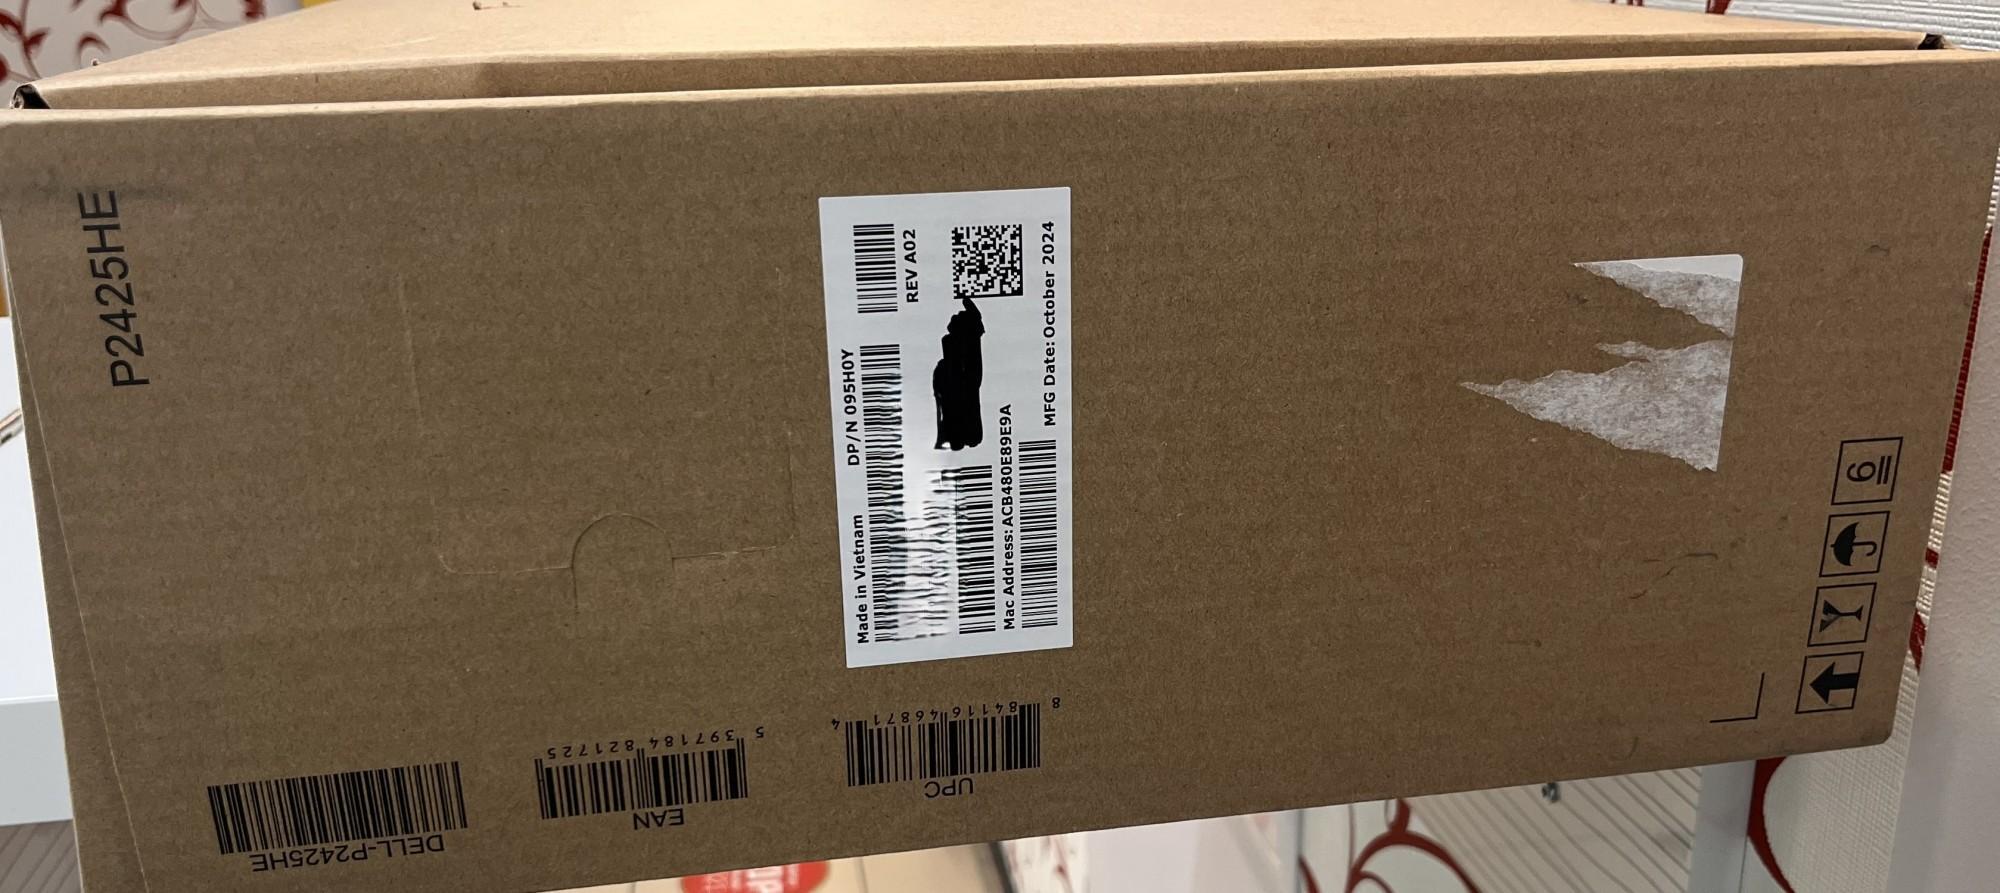 P2425HE
Made in Vietnam
DP/N 095H0Y
REV A02
Mac Address:ACB480E89E9A
MFG Date: October 2024
DELL-P2425HE
EAN
5 397184 821725
UPC
8 84116 46871 4
6